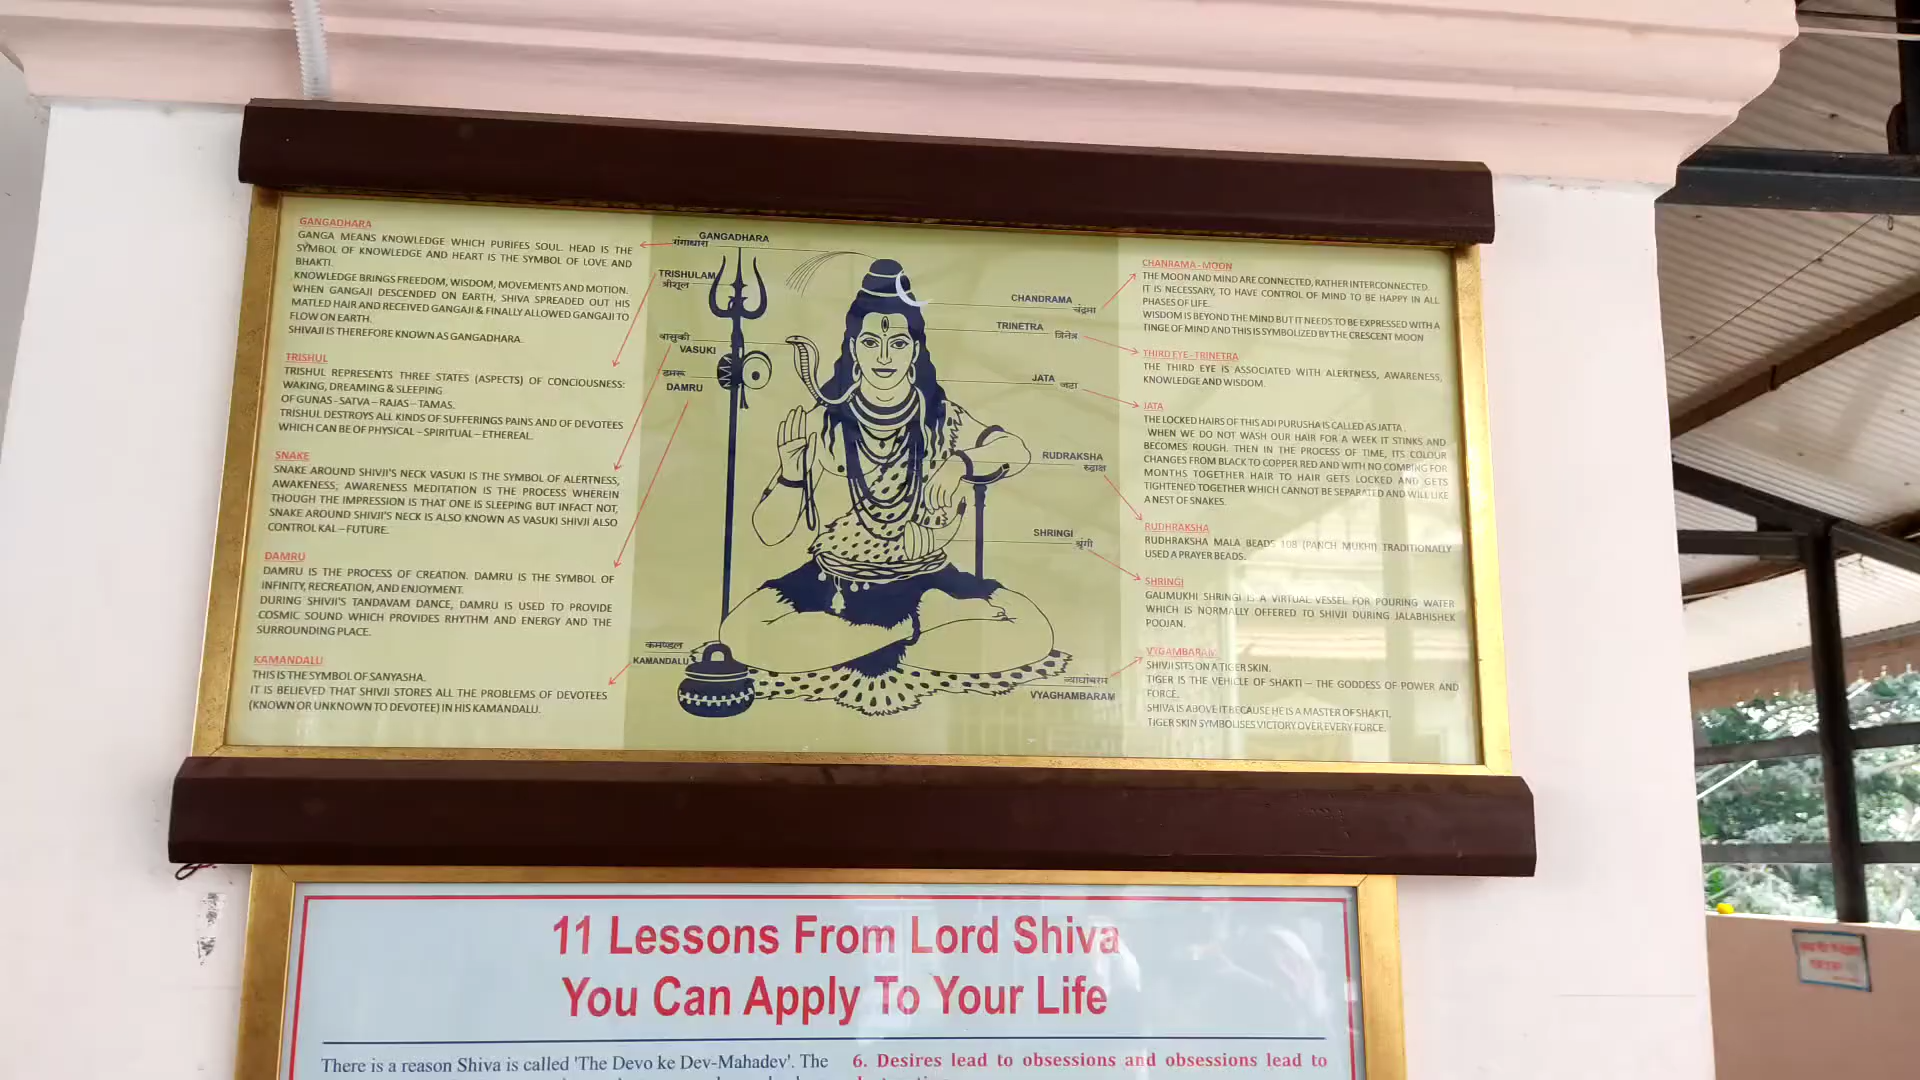 GANGADHARA
GANGA MEANS KNOWLEDGE WHICH PURIFES SOUL. HEAD IS THE
SYMBOL OF KNOWLEDGE AND HEART IS THE SYMBOL OF LOVE AND
BHAKTI.
KNOWLEDGE BRINGS FREEDOM, WISDOM, MOVEMENTS AND MOTION.
WHEN GANGAJI DESCENDED ON EARTH, SHIVA SPREADED OUT HIS
MATLED HAIR AND RECEIVED GANGAJI & FINALLY ALLOWED GANGAJI TO
FLOW ON EARTH.
SHIVAJI IS THEREFORE KNOWN AS GANGADHARA.
TRISHUL
TRISHUL REPRESENTS THREE STATES (ASPECTS) OF CONCIOUSNESS:
WAKING, DREAMING & SLEEPING
OF GUNAS - SATVA – RAJAS – TAMAS.
TRISHUL DESTROYS ALL KINDS OF SUFFERINGS PAINS AND OF DEVOTEES
WHICH CAN BE OF PHYSICAL – SPIRITUAL – ETHEREAL.
SNAKE
SNAKE AROUND SHIVJI'S NECK VASUKI IS THE SYMBOL OF ALERTNESS,
AWAKENESS; AWARENESS MEDITATION IS THE PROCESS WHEREIN
THOUGH THE IMPRESSION IS THAT ONE IS SLEEPING BUT INFACT NOT,
SNAKE AROUND SHIVJI'S NECK IS ALSO KNOWN AS VASUKI SHIVJI ALSO
CONTROL KAL – FUTURE.
DAMRU
DAMRU IS THE PROCESS OF CREATION. DAMRU IS THE SYMBOL OF
INFINITY, RECREATION, AND ENJOYMENT.
DURING SHIVJI'S TANDAVAM DANCE, DAMRU IS USED TO PROVIDE
COSMIC SOUND WHICH PROVIDES RHYTHM AND ENERGY AND THE
SURROUNDING PLACE.
KAMANDALU
THIS IS THE SYMBOL OF SANYASHA.
IT IS BELIEVED THAT SHIVJI STORES ALL THE PROBLEMS OF DEVOTEES
(KNOWN OR UNKNOWN TO DEVOTEE) IN HIS KAMANDALU.
GANGADHARA
गंगाधारा
TRISHULAM
त्रीशूल
वासुकी
VASUKI
डमरू
DAMRU
कमण्डल
KAMANDALU
CHANDRAMA
चंद्रमा
TRINETRA
त्रिनेत्र
JATA जटा
RUDRAKSHA
रुद्राक्ष
SHRINGI
श्रृंगी
VYAGHAMBARAM
CHANRAMA - MOON
THE MOON AND MIND ARE CONNECTED, RATHER INTERCONNECTED.
IT IS NECESSARY, TO HAVE CONTROL OF MIND TO BE HAPPY IN ALL
PHASES OF LIFE.
WISDOM IS BEYOND THE MIND BUT IT NEEDS TO BE EXPRESSED WITH A
TINGE OF MIND AND THIS IS SYMBOLIZED BY THE CRESCENT MOON
THIRD EYE - TRINETRA
THE THIRD EYE IS ASSOCIATED WITH ALERTNESS, AWARENESS,
KNOWLEDGE AND WISDOM.
JATA
THE LOCKED HAIRS OF THIS ADI PURUSHA IS CALLED AS JATTA .
WHEN WE DO NOT WASH OUR HAIR FOR A WEEK IT STINKS AND
BECOMES ROUGH. THEN IN THE PROCESS OF TIME, ITS COLOUR
CHANGES FROM BLACK TO COPPER RED AND WITH NO COMBING FOR
MONTHS TOGETHER HAIR TO HAIR GETS LOCKED AND GETS
TIGHTENED TOGETHER WHICH CANNOT BE SEPARATED AND WILL LIKE
A NEST OF SNAKES.
RUDHRAKSHA
RUDHRAKSHA MALA BEADS 108 (PANCH MUKHI) TRADITIONALLY
USED A PRAYER BEADS.
SHRINGI
GAUMUKHI SHRINGI IS A VIRTUAL VESSEL FOR POURING WATER
WHICH IS NORMALLY OFFERED TO SHIVJI DURING JALABHISHEK
POOJAN.
VYGAMBARAM
SHIVJI SITS ON A TIGER SKIN.
TIGER IS THE VEHICLE OF SHAKTI – THE GODDESS OF POWER AND
FORCE.
SHIVA IS ABOVE IT BECAUSE HE IS A MASTER OF SHAKTI,
TIGER SKIN SYMBOLISES VICTORY OVER EVERY FORCE.
11 Lessons From Lord Shiva
You Can Apply To Your Life
There is a reason Shiva is called 'The Devo ke Dev-Mahadev'. The
6. Desires lead to obsessions and obsessions lead to